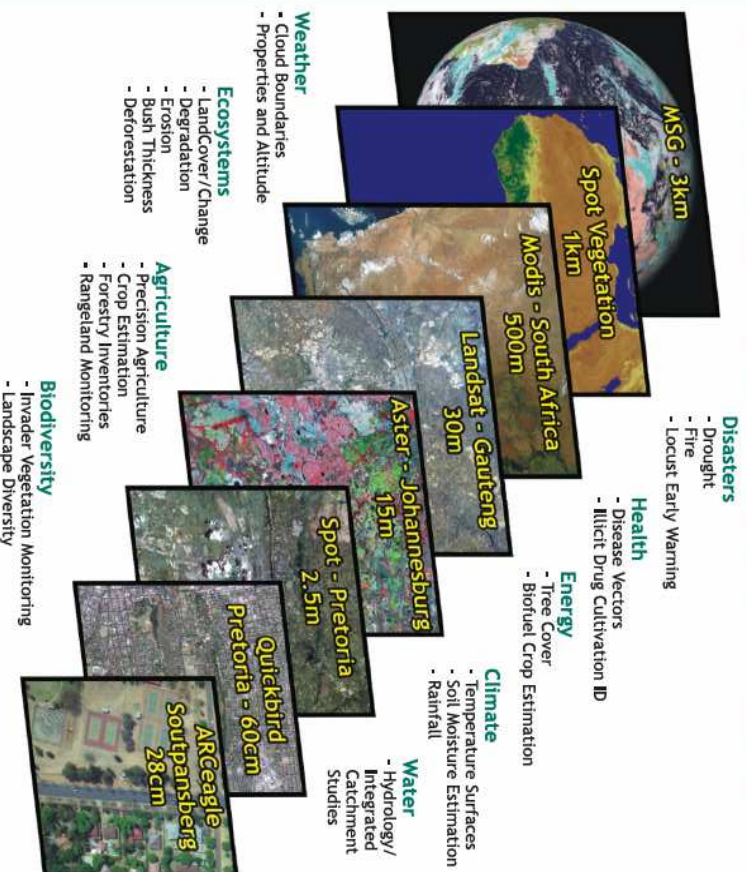 MSG - 3km
Spot Vegetation
1km
Modis - South Africa
500m
Landsat - Gauteng
30m
Aster - Johannesburg
15m
Spot - Pretoria
2.5m
Quickbird
Pretoria - 60cm
ARCeagle
Soutpansberg
28cm
Disasters
- Drought
- Fire
- Locust Early Warning
Health
- Disease Vectors
- Illicit Drug Cultivation ID
Energy
- Tree Cover
- Biofuel Crop Estimation
Climate
- Temperature Surfaces
- Soil Moisture Estimation
- Rainfall
Water
- Hydrology/
Integrated
Catchment
Studies
Weather
- Cloud Boundaries
- Properties and Altitude
Ecosystems
- LandCover/Change
- Degradation
- Erosion
- Bush Thickness
- Deforestation
Agriculture
- Precision Agriculture
- Crop Estimation
- Forestry Inventories
- Rangeland Monitoring
Biodiversity
- Invader Vegetation Monitoring
- Landscape Diversity